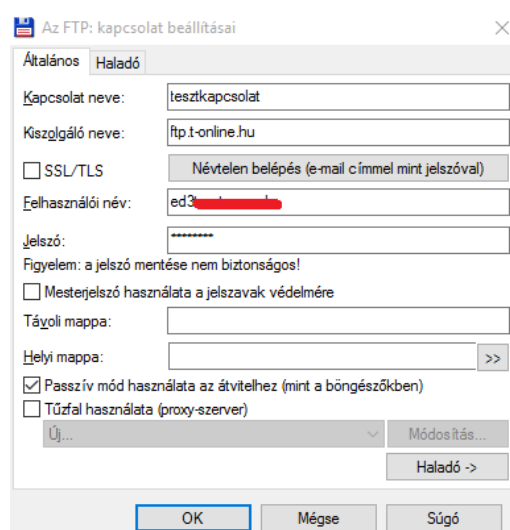 Az FTP: kapcsolat beállításai
Általános Haladó
Kapcsolat neve: tesztkapcsolat
Kiszolgáló neve: ftp.t-online.hu
SSL/TLS Névtelen belépés (e-mail címmel mint jelszóval)
Felhasználói név: ed3
Jelszó: ********
Figyelem: a jelszó mentése nem biztonságos!
Mesterjelszó használata a jelszavak védelmére
Távoli mappa:
Helyi mappa: >>
Passzív mód használata az átvitelhez (mint a böngészőkben)
Tűzfal használata (proxy-szerver)
Új... Módosítás...
Haladó ->
OK Mégse Súgó